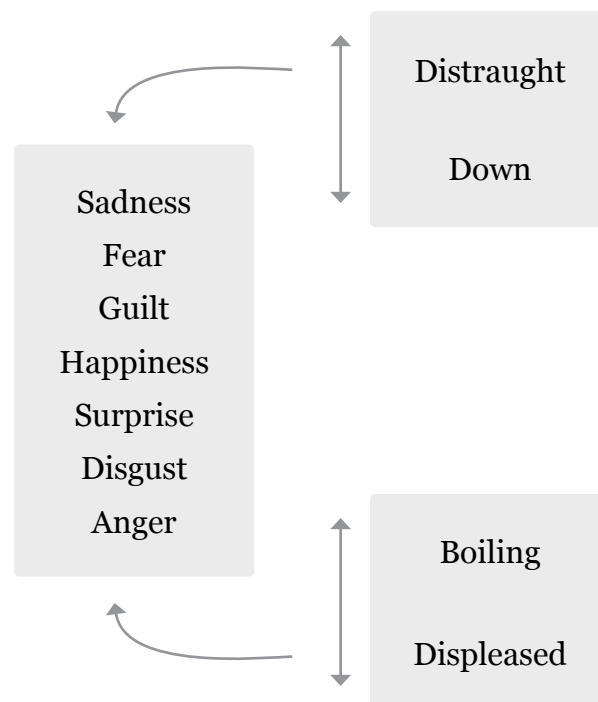 Distraught
Down
Sadness
Fear
Guilt
Happiness
Surprise
Disgust
Anger
Boiling
Displeased